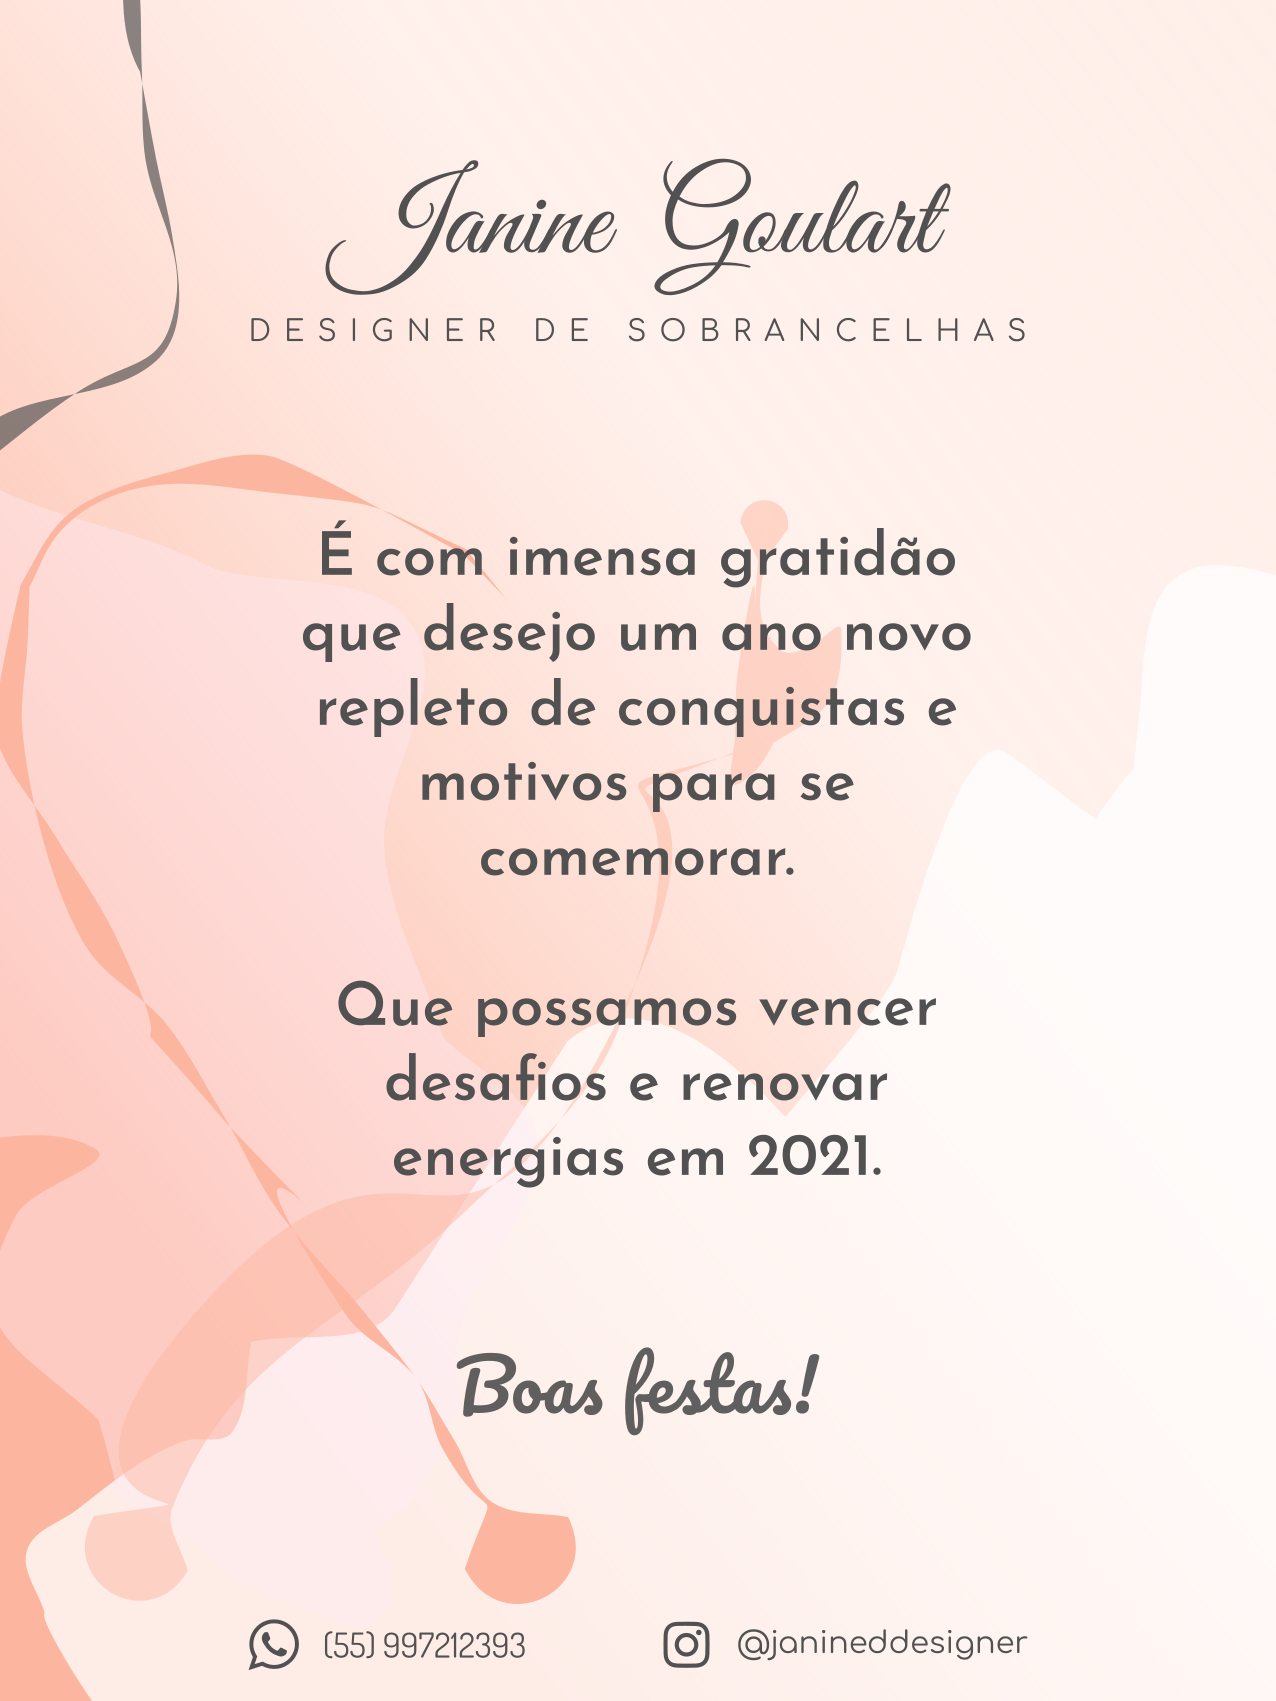 Janine Goulart
DESIGNER DE SOBRANCELHAS
É com imensa gratidão
que desejo um ano novo
repleto de conquistas e
motivos para se
comemorar.
Que possamos vencer
desafios e renovar
energias em 2021.
Boas festas!
(55) 997212393
@janineddesigner